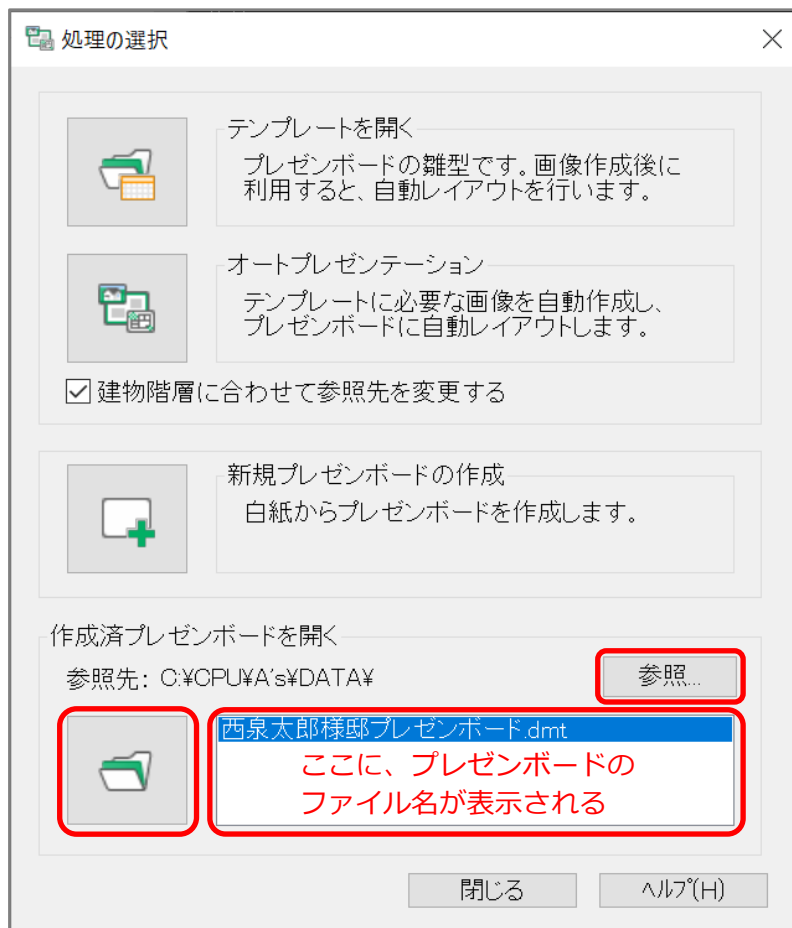 処理の選択
テンプレートを開く
プレゼンボードの雛型です。画像作成後に
利用すると、自動レイアウトを行います。
オートプレゼンテーション
テンプレートに必要な画像を自動作成し、
プレゼンボードに自動レイアウトします。
建物階層に合わせて参照先を変更する
新規プレゼンボードの作成
白紙からプレゼンボードを作成します。
作成済プレゼンボードを開く
参照先: C:¥CPU¥A's¥DATA¥
参照...
西泉太郎様邸プレゼンボード.dmt
ここに、プレゼンボードの
ファイル名が表示される
閉じる
ヘルプ(H)